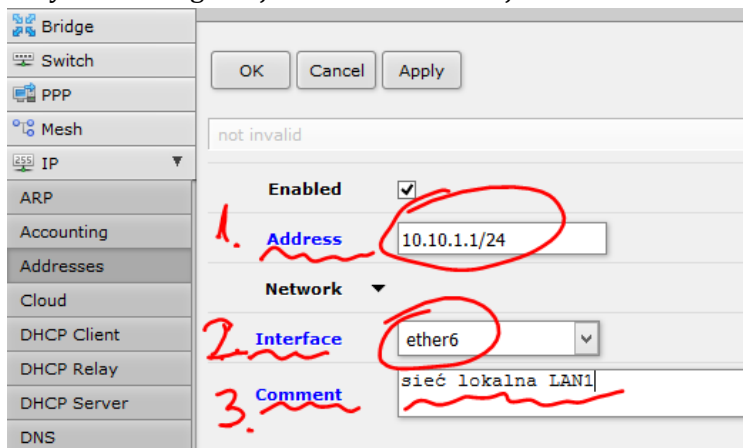 Bridge
Switch
PPP
Mesh
IP
ARP
Accounting
Addresses
Cloud
DHCP Client
DHCP Relay
DHCP Server
DNS
OK Cancel Apply
not invalid
Enabled
1. Address 10.10.1.1/24
Network
2. Interface ether6
3. Comment sieć lokalna LAN1